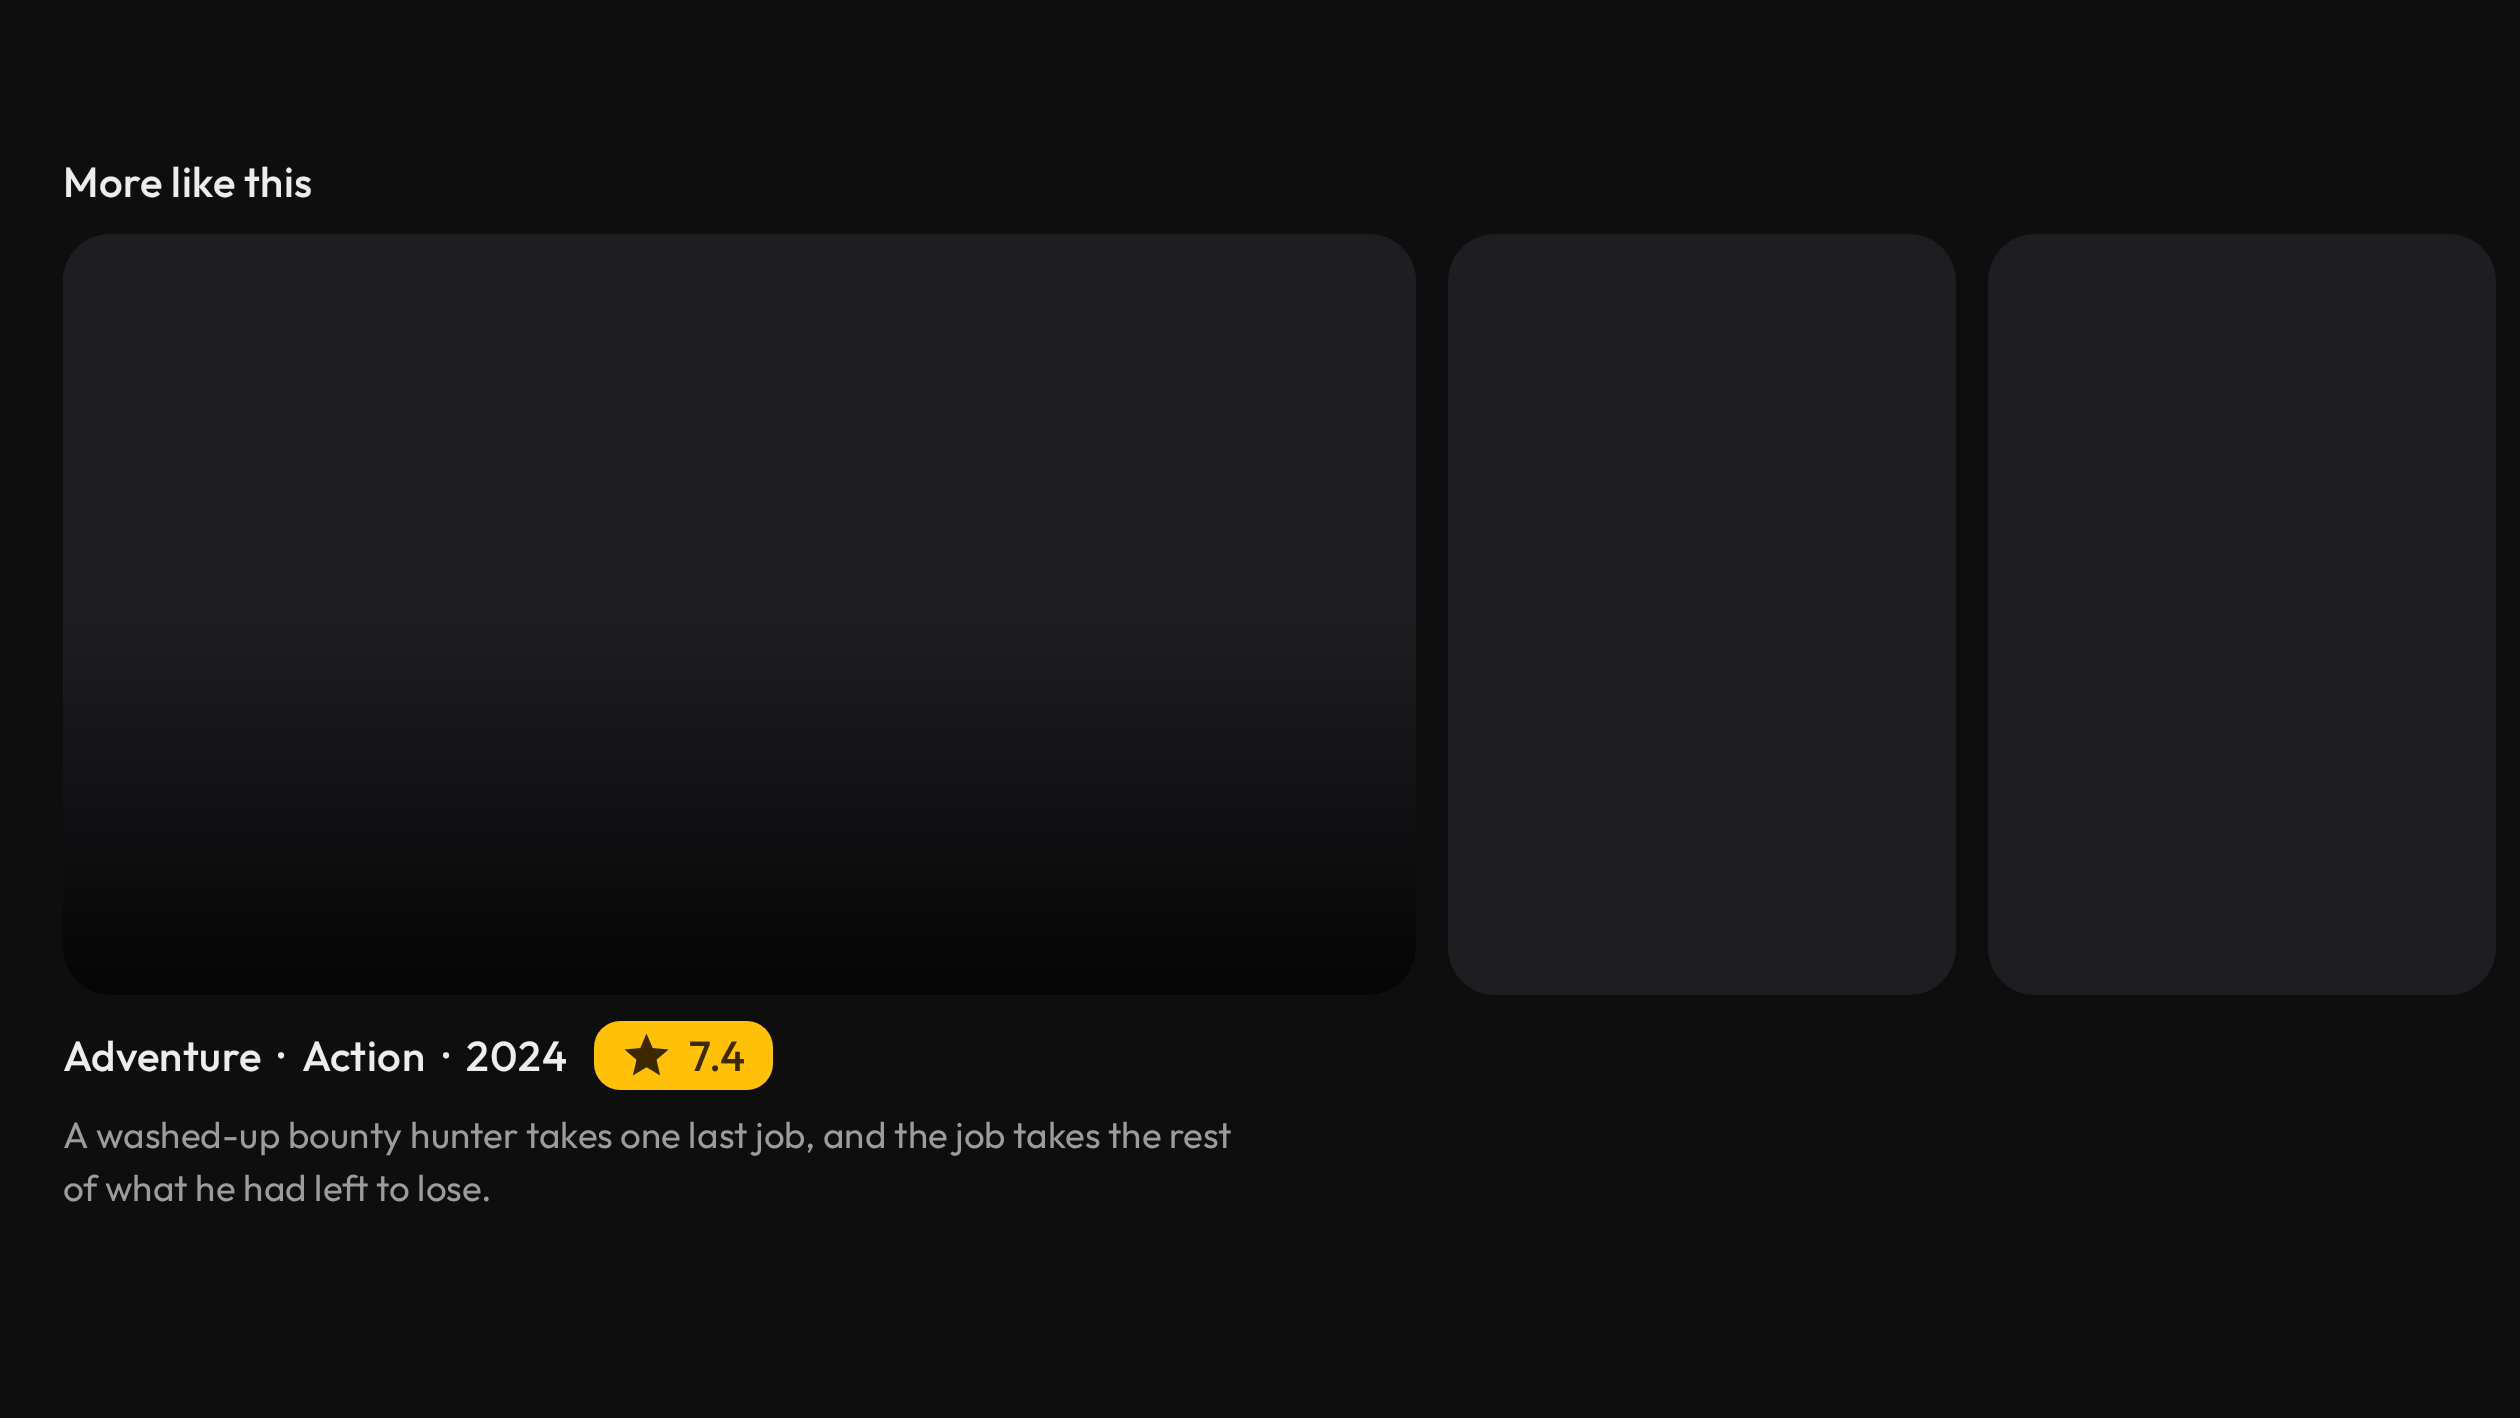 More like this
Adventure · Action · 2024 7.4
A washed-up bounty hunter takes one last job, and the job takes the rest
of what he had left to lose.